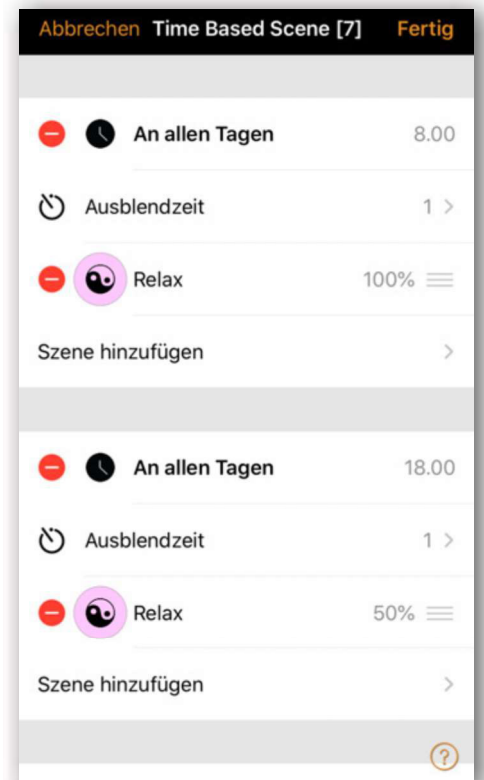 Abbrechen Time Based Scene [7] Fertig
An allen Tagen 8.00
Ausblendzeit 1 >
Relax 100%
Szene hinzufügen >
An allen Tagen 18.00
Ausblendzeit 1 >
Relax 50%
Szene hinzufügen >
?